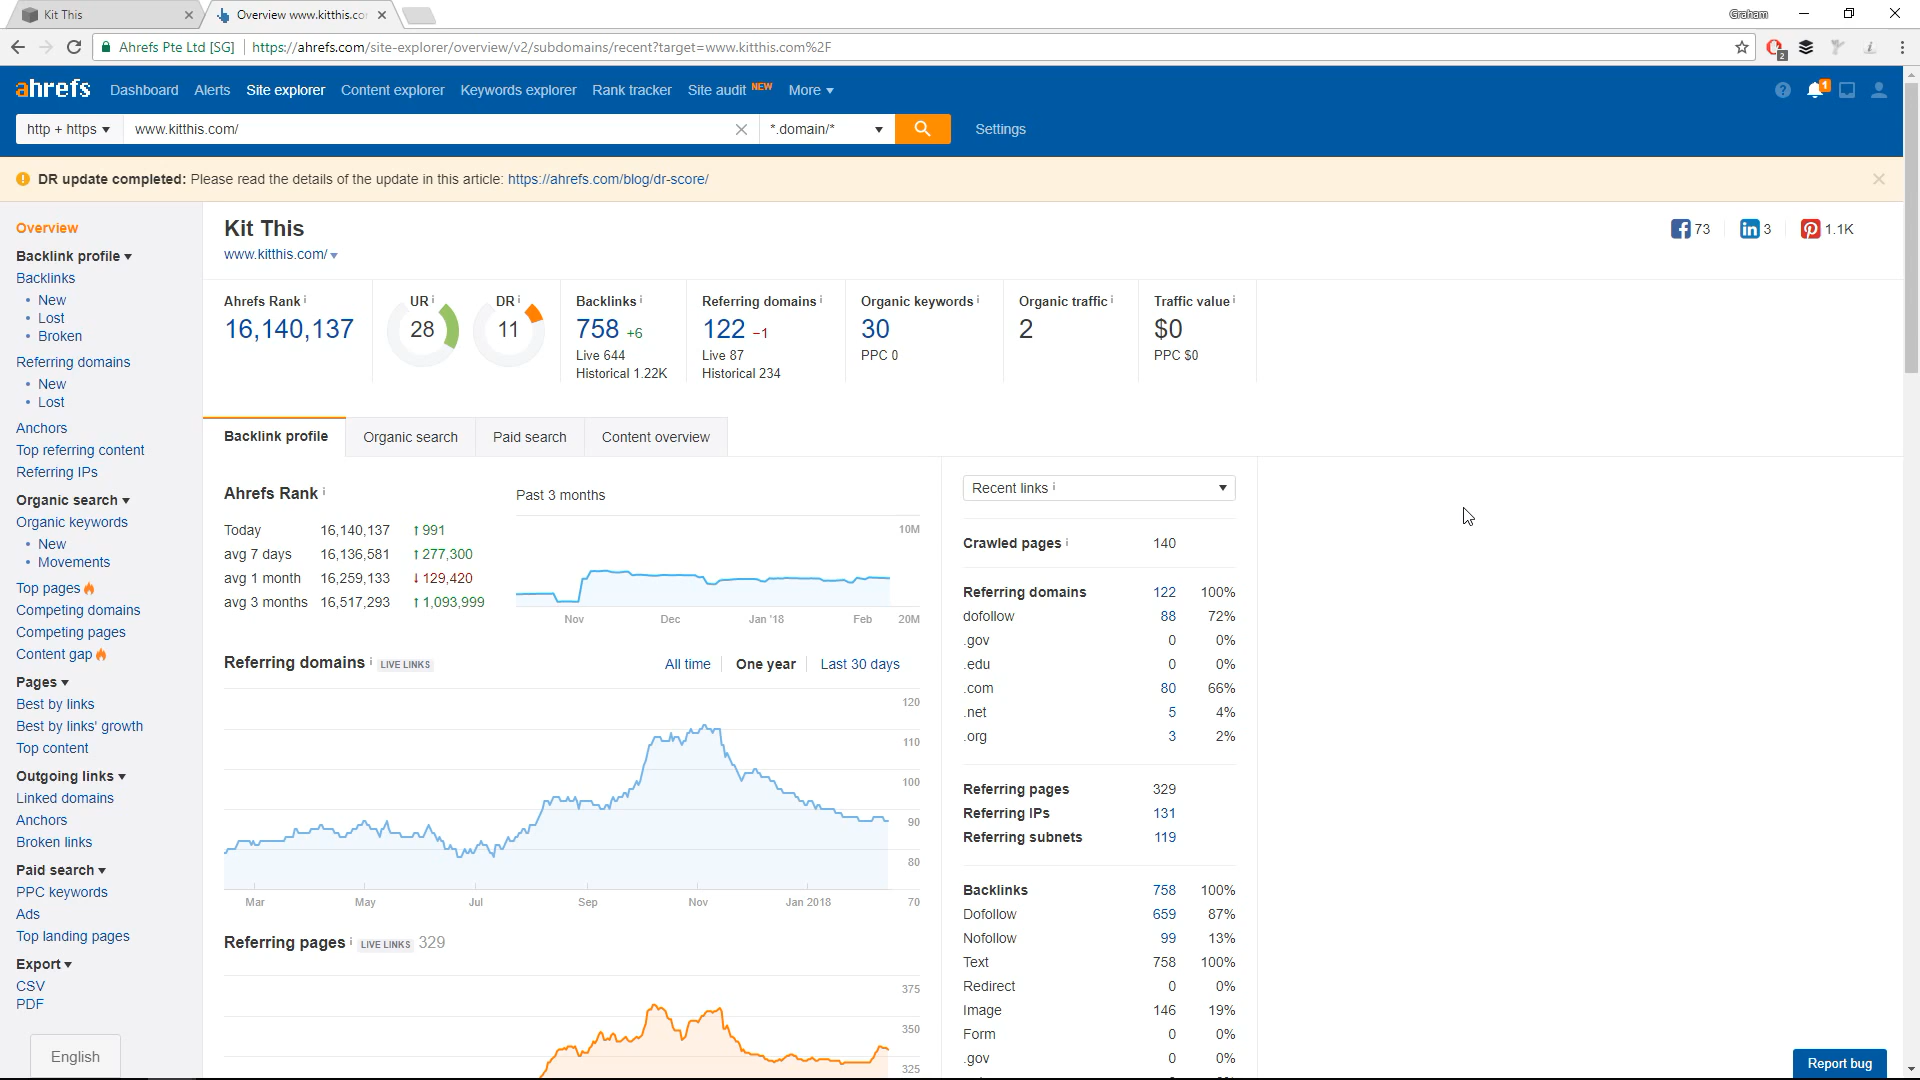 Kit This
Overview www.kitthis.co
Graham
Ahrefs Pte Ltd [SG]
https://ahrefs.com/site-explorer/overview/v2/subdomains/recent?target=www.kitthis.com%2F
2
ahrefs
Dashboard Alerts Site explorer Content explorer Keywords explorer Rank tracker Site audit NEW More
1
http + https www.kitthis.com/ *.domain/* Settings
DR update completed: Please read the details of the update in this article: https://ahrefs.com/blog/dr-score/
Overview
Backlink profile
Backlinks
• New
• Lost
• Broken
Referring domains
• New
• Lost
Anchors
Top referring content
Referring IPs
Organic search
Organic keywords
• New
• Movements
Top pages
Competing domains
Competing pages
Content gap
Pages
Best by links
Best by links' growth
Top content
Outgoing links
Linked domains
Anchors
Broken links
Paid search
PPC keywords
Ads
Top landing pages
Export
CSV
PDF
English
Kit This
www.kitthis.com/
73 in 3 1.1K
Ahrefs Rank i
16,140,137
UR i
28
DR i
11
Backlinks i
758 +6
Live 644
Historical 1.22K
Referring domains i
122 −1
Live 87
Historical 234
Organic keywords i
30
PPC 0
Organic traffic i
2
Traffic value i
$0
PPC $0
Backlink profile Organic search Paid search Content overview
Ahrefs Rank i
Today 16,140,137 ↑991
avg 7 days 16,136,581 ↑277,300
avg 1 month 16,259,133 ↓129,420
avg 3 months 16,517,293 ↑1,093,999
Past 3 months
10M
Nov Dec Jan '18 Feb 20M
Referring domains i LIVE LINKS All time One year Last 30 days
120
110
100
90
80
Mar May Jul Sep Nov Jan 2018 70
Referring pages i LIVE LINKS 329
375
350
325
Recent links i
Crawled pages i 140
Referring domains 122 100%
dofollow 88 72%
.gov 0 0%
.edu 0 0%
.com 80 66%
.net 5 4%
.org 3 2%
Referring pages 329
Referring IPs 131
Referring subnets 119
Backlinks 758 100%
Dofollow 659 87%
Nofollow 99 13%
Text 758 100%
Redirect 0 0%
Image 146 19%
Form 0 0%
.gov 0 0%
Report bug